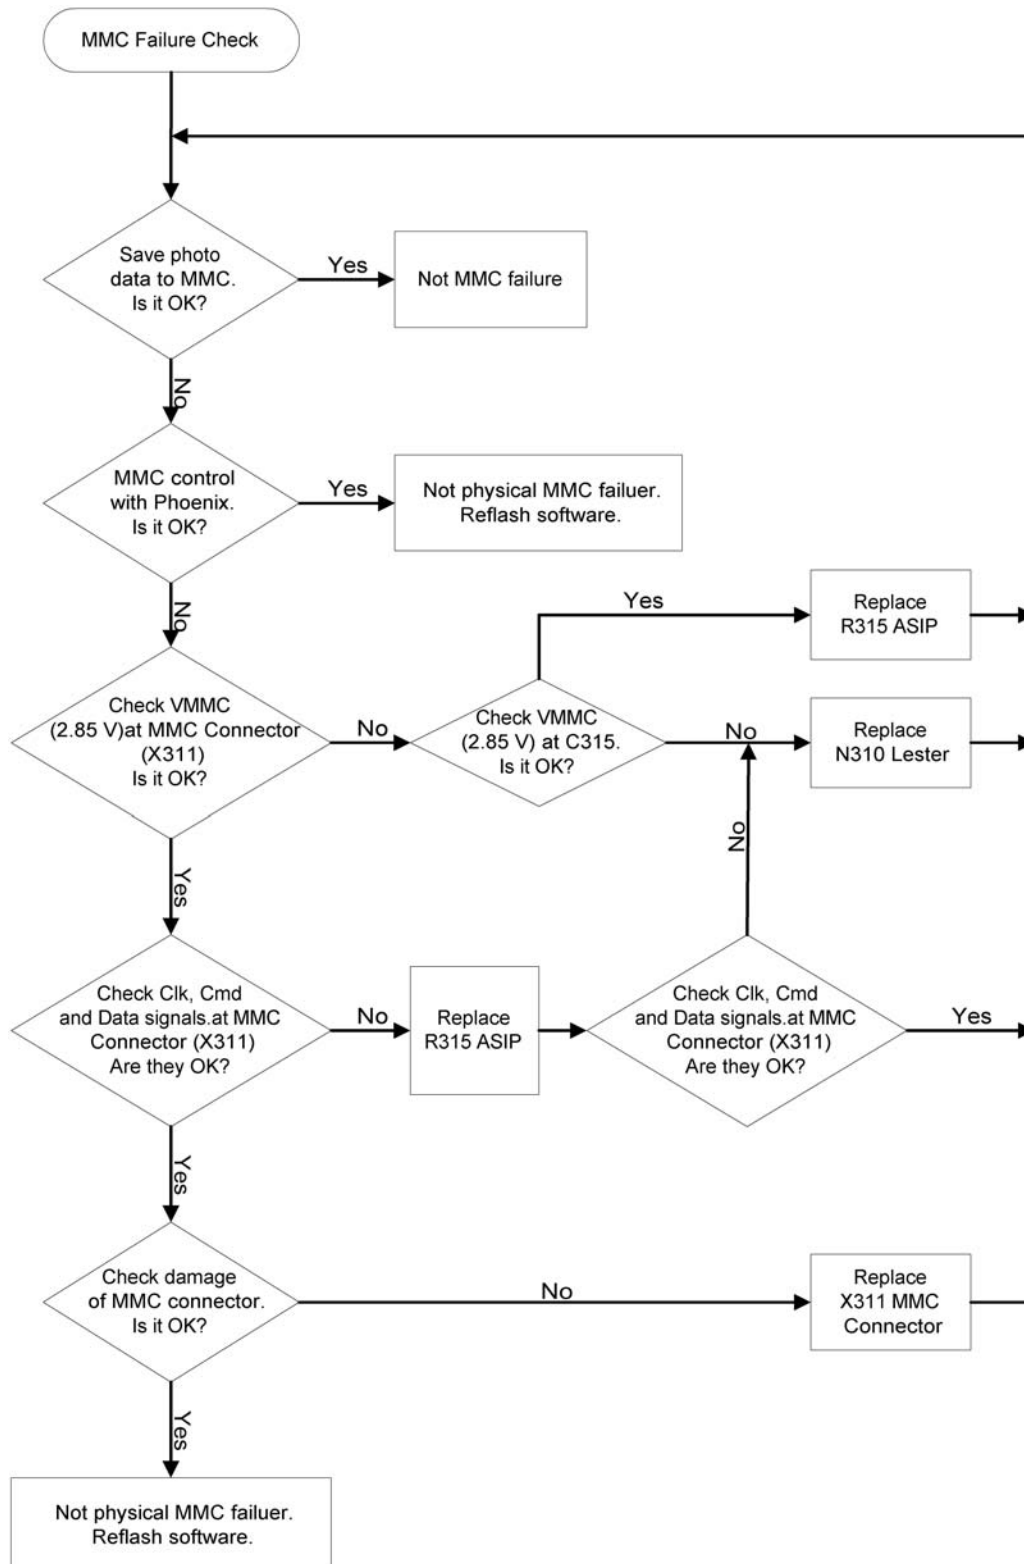 MMC Failure Check
Save photo
data to MMC.
Is it OK?
Yes
Not MMC failure
No
MMC control
with Phoenix.
Is it OK?
Yes
Not physical MMC failuer.
Reflash software.
No
Yes
Replace
R315 ASIP
Check VMMC
(2.85 V)at MMC Connector
(X311)
Is it OK?
No
Check VMMC
(2.85 V) at C315.
Is it OK?
No
Replace
N310 Lester
No
Yes
Check Clk, Cmd
and Data signals.at MMC
Connector (X311)
Are they OK?
No
Replace
R315 ASIP
Check Clk, Cmd
and Data signals.at MMC
Connector (X311)
Are they OK?
Yes
Yes
Check damage
of MMC connector.
Is it OK?
No
Replace
X311 MMC
Connector
Yes
Not physical MMC failuer.
Reflash software.